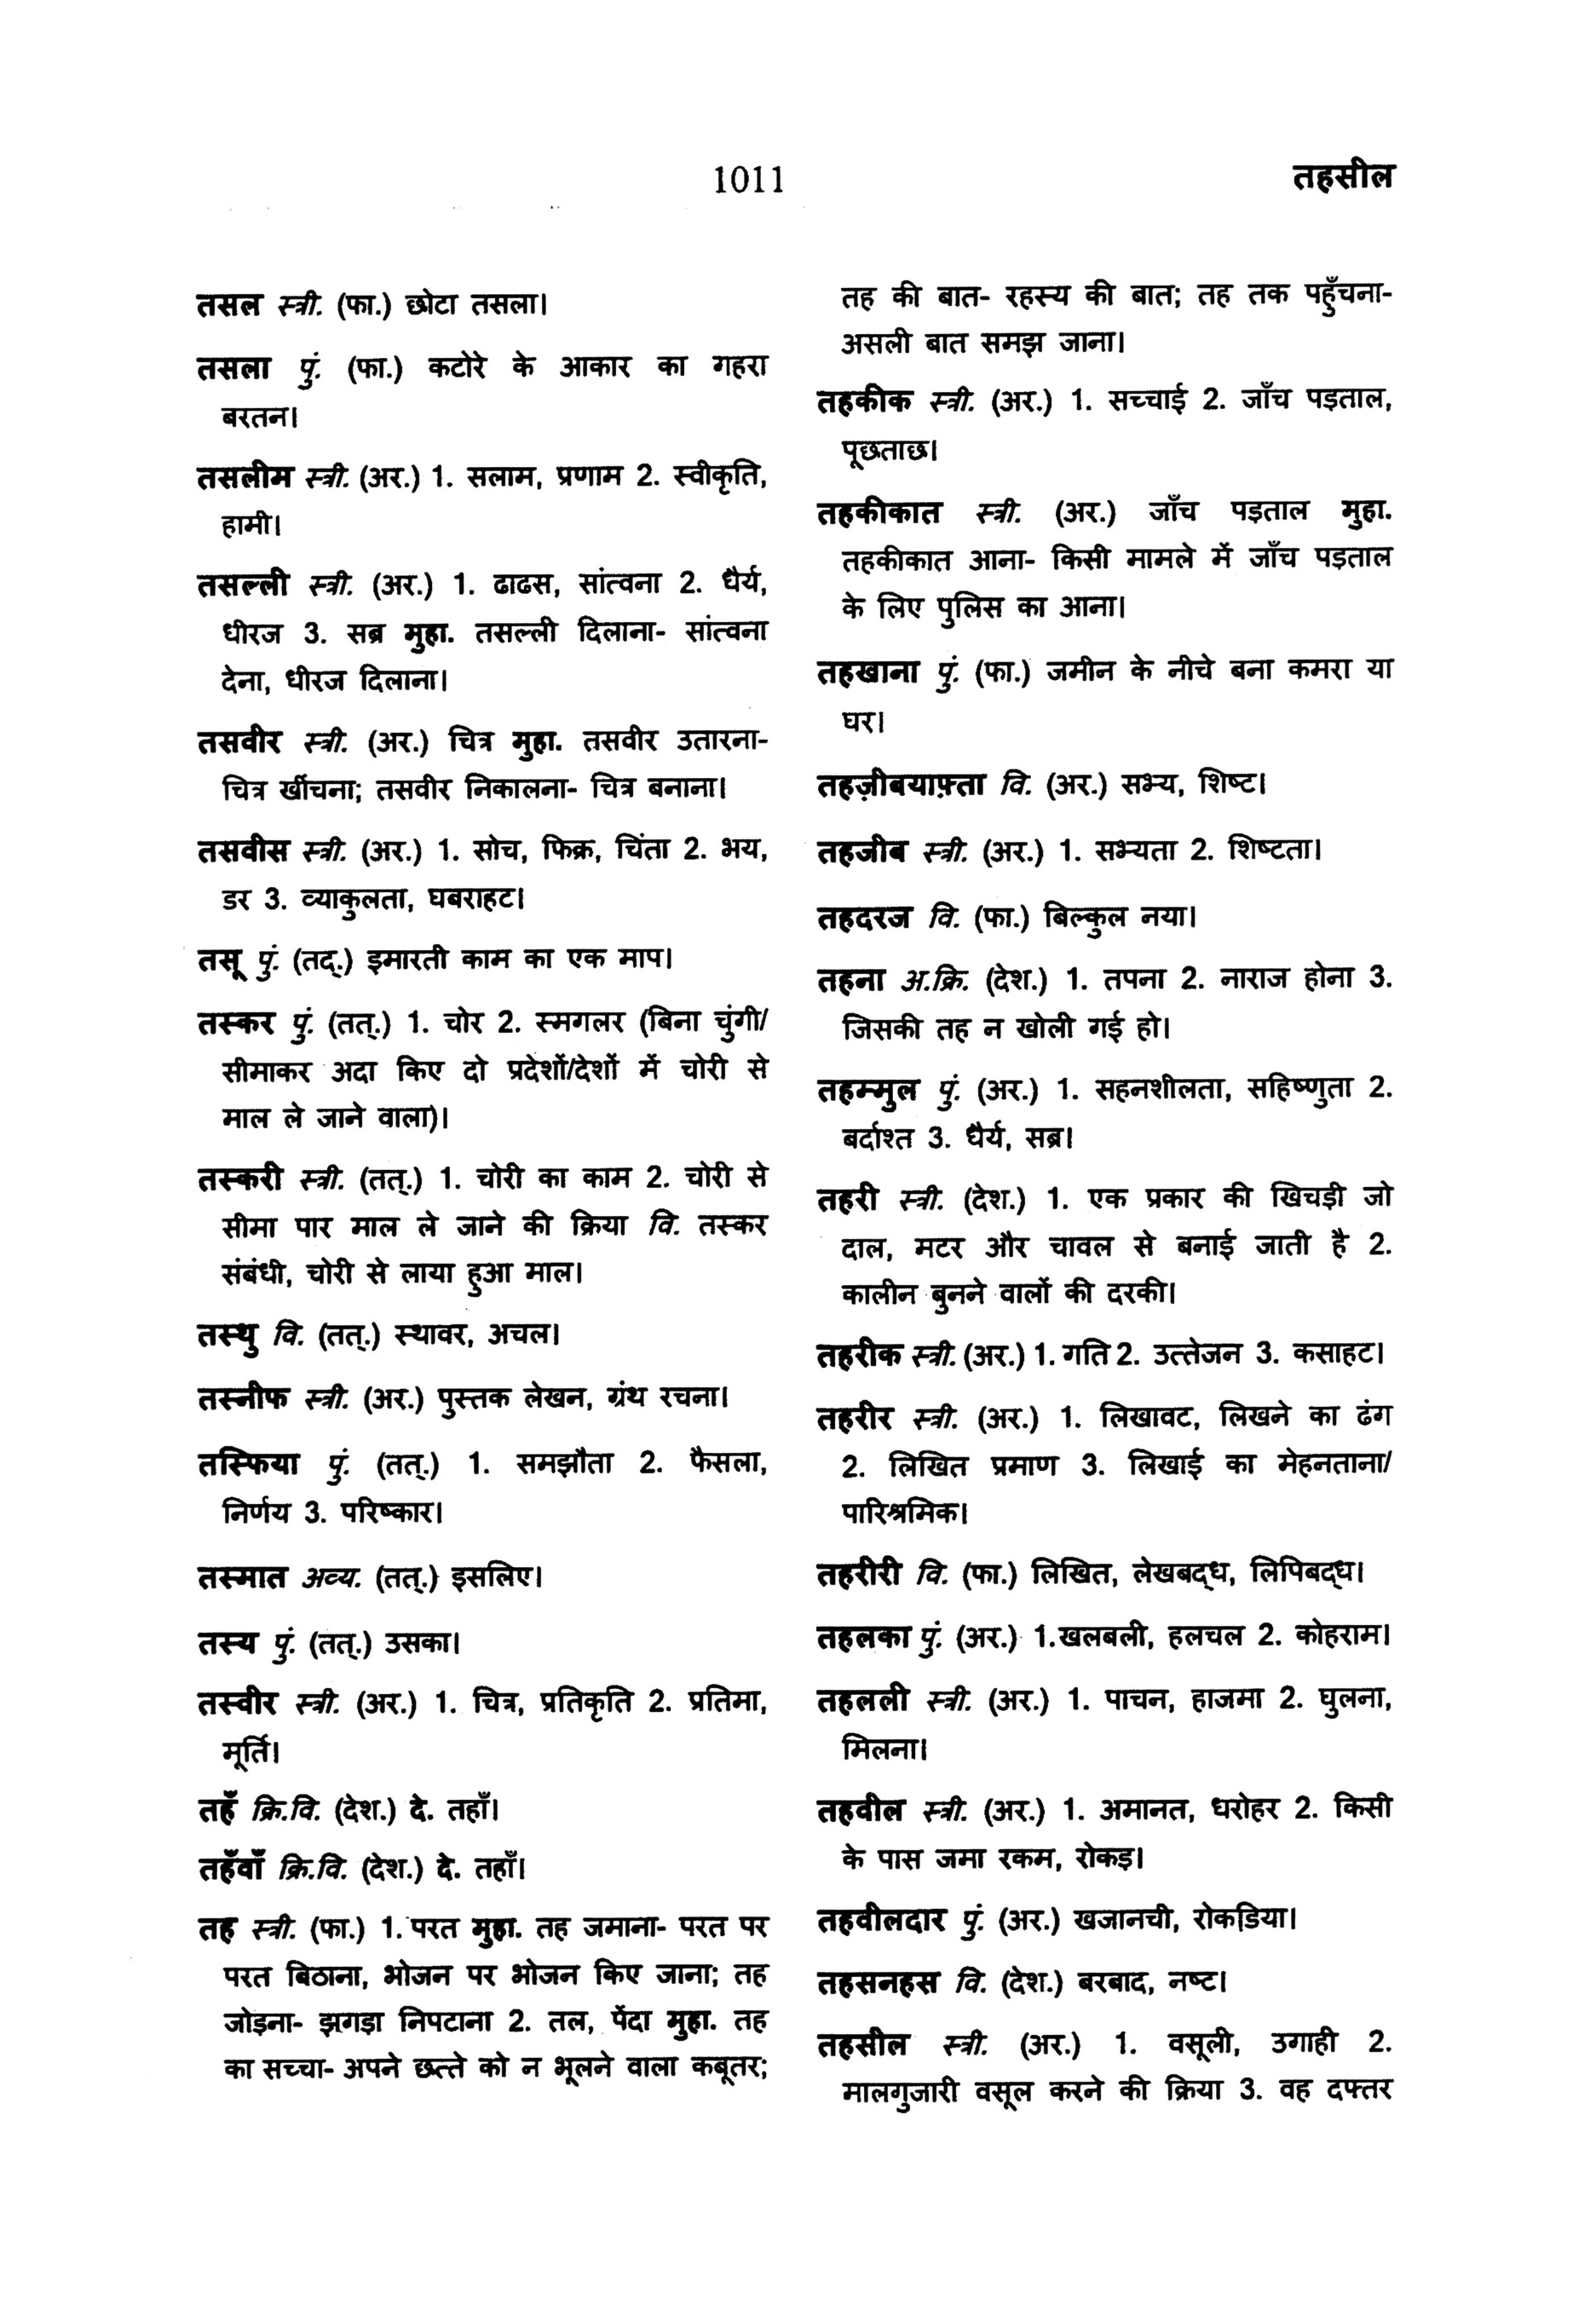 1011
तहसील
तसल स्त्री. (फा.) छोटा तसला।
तसला पुं. (फा.) कटोरे के आकार का गहरा
बरतन।
तसलीम स्त्री. (अर.) 1. सलाम, प्रणाम 2. स्वीकृति,
हामी।
तसल्ली स्त्री. (अर.) 1. ढाढस, सांत्वना 2. धैर्य,
धीरज 3. सब्र मुहा. तसल्ली दिलाना- सांत्वना
देना, धीरज दिलाना।
तसवीर स्त्री. (अर.) चित्र मुहा. तसवीर उतारना-
चित्र खींचना; तसवीर निकालना- चित्र बनाना।
तसवीस स्त्री. (अर.) 1. सोच, फिक्र, चिंता 2. भय,
डर 3. व्याकुलता, घबराहट।
तसू पुं. (तद्.) इमारती काम का एक माप।
तस्कर पुं. (तत्.) 1. चोर 2. स्मगलर (बिना चुंगी/
सीमाकर अदा किए दो प्रदेशों/देशों में चोरी से
माल ले जाने वाला)।
तस्करी स्त्री. (तत्.) 1. चोरी का काम 2. चोरी से
सीमा पार माल ले जाने की क्रिया वि. तस्कर
संबंधी, चोरी से लाया हुआ माल।
तस्थु वि. (तत्.) स्थावर, अचल।
तस्नीफ स्त्री. (अर.) पुस्तक लेखन, ग्रंथ रचना।
तस्फिया पुं. (तत्.) 1. समझौता 2. फैसला,
निर्णय 3. परिष्कार।
तस्मात अव्य. (तत्.) इसलिए।
तस्य पुं. (तत्.) उसका।
तस्वीर स्त्री. (अर.) 1. चित्र, प्रतिकृति 2. प्रतिमा,
मूर्ति।
तहँ क्रि.वि. (देश.) दे. तहाँ।
तहँवाँ क्रि.वि. (देश.) दे. तहाँ।
तह स्त्री. (फा.) 1. परत मुहा. तह जमाना- परत पर
परत बिठाना, भोजन पर भोजन किए जाना; तह
जोड़ना- झगड़ा निपटाना 2. तल, पेंदा मुहा. तह
का सच्चा- अपने छत्ते को न भूलने वाला कबूतर;
तह की बात- रहस्य की बात; तह तक पहुँचना-
असली बात समझ जाना।
तहकीक स्त्री. (अर.) 1. सच्चाई 2. जाँच पड़ताल,
पूछताछ।
तहकीकात स्त्री. (अर.) जाँच पड़ताल मुहा.
तहकीकात आना- किसी मामले में जाँच पड़ताल
के लिए पुलिस का आना।
तहखाना पुं. (फा.) जमीन के नीचे बना कमरा या
घर।
तहज़ीबयाफ़्ता वि. (अर.) सभ्य, शिष्ट।
तहजीब स्त्री. (अर.) 1. सभ्यता 2. शिष्टता।
तहदरज वि. (फा.) बिल्कुल नया।
तहना अ.क्रि. (देश.) 1. तपना 2. नाराज होना 3.
जिसकी तह न खोली गई हो।
तहम्मुल पुं. (अर.) 1. सहनशीलता, सहिष्णुता 2.
बर्दाश्त 3. धैर्य, सब्र।
तहरी स्त्री. (देश.) 1. एक प्रकार की खिचड़ी जो
दाल, मटर और चावल से बनाई जाती है 2.
कालीन बुनने वालों की दरकी।
तहरीक स्त्री. (अर.) 1. गति 2. उत्तेजन 3. कसाहट।
तहरीर स्त्री. (अर.) 1. लिखावट, लिखने का ढंग
2. लिखित प्रमाण 3. लिखाई का मेहनताना/
पारिश्रमिक।
तहरीरी वि. (फा.) लिखित, लेखबद्ध, लिपिबद्ध।
तहलका पुं. (अर.) 1.खलबली, हलचल 2. कोहराम।
तहलली स्त्री. (अर.) 1. पाचन, हाजमा 2. घुलना,
मिलना।
तहवील स्त्री. (अर.) 1. अमानत, धरोहर 2. किसी
के पास जमा रकम, रोकड़।
तहवीलदार पुं. (अर.) खजानची, रोकडिया।
तहसनहस वि. (देश.) बरबाद, नष्ट।
तहसील स्त्री. (अर.) 1. वसूली, उगाही 2.
मालगुजारी वसूल करने की क्रिया 3. वह दफ्तर